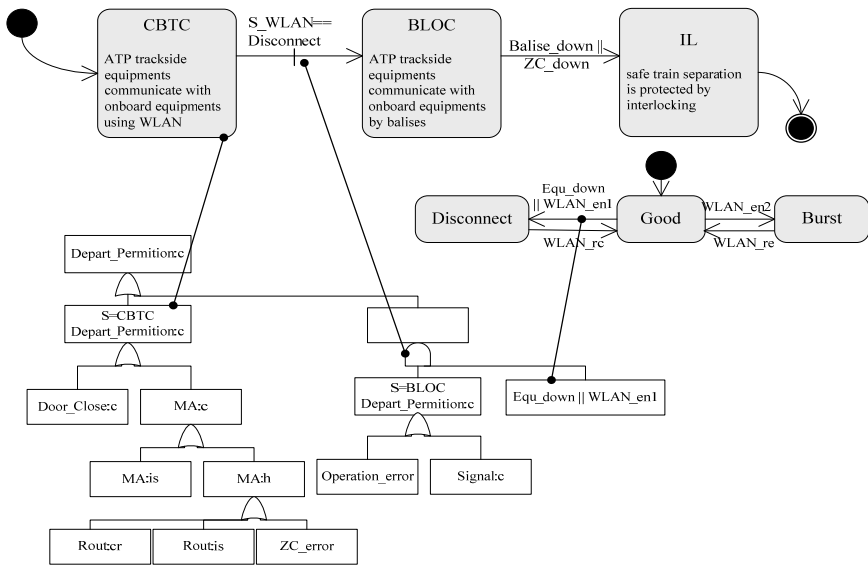 CBTC
ATP trackside
equipments
communicate with
onboard equipments
using WLAN
S_WLAN==
Disconnect
BLOC
ATP trackside
equipments
communicate with
onboard equipments
by balises
Balise_down ||
ZC_down
IL
safe train separation
is protected by
interlocking
Disconnect
Equ_down
|| WLAN_en1
WLAN_rc
Good
WLAN_en2
WLAN_re
Burst
Depart_Permition:c
S=CBTC
Depart_Permition:c
Door_Close:c
MA:c
MA:is
MA:h
Rout:cr
Rout:is
ZC_error
S=BLOC
Depart_Permition:c
Equ_down || WLAN_en1
Operation_error
Signal:c